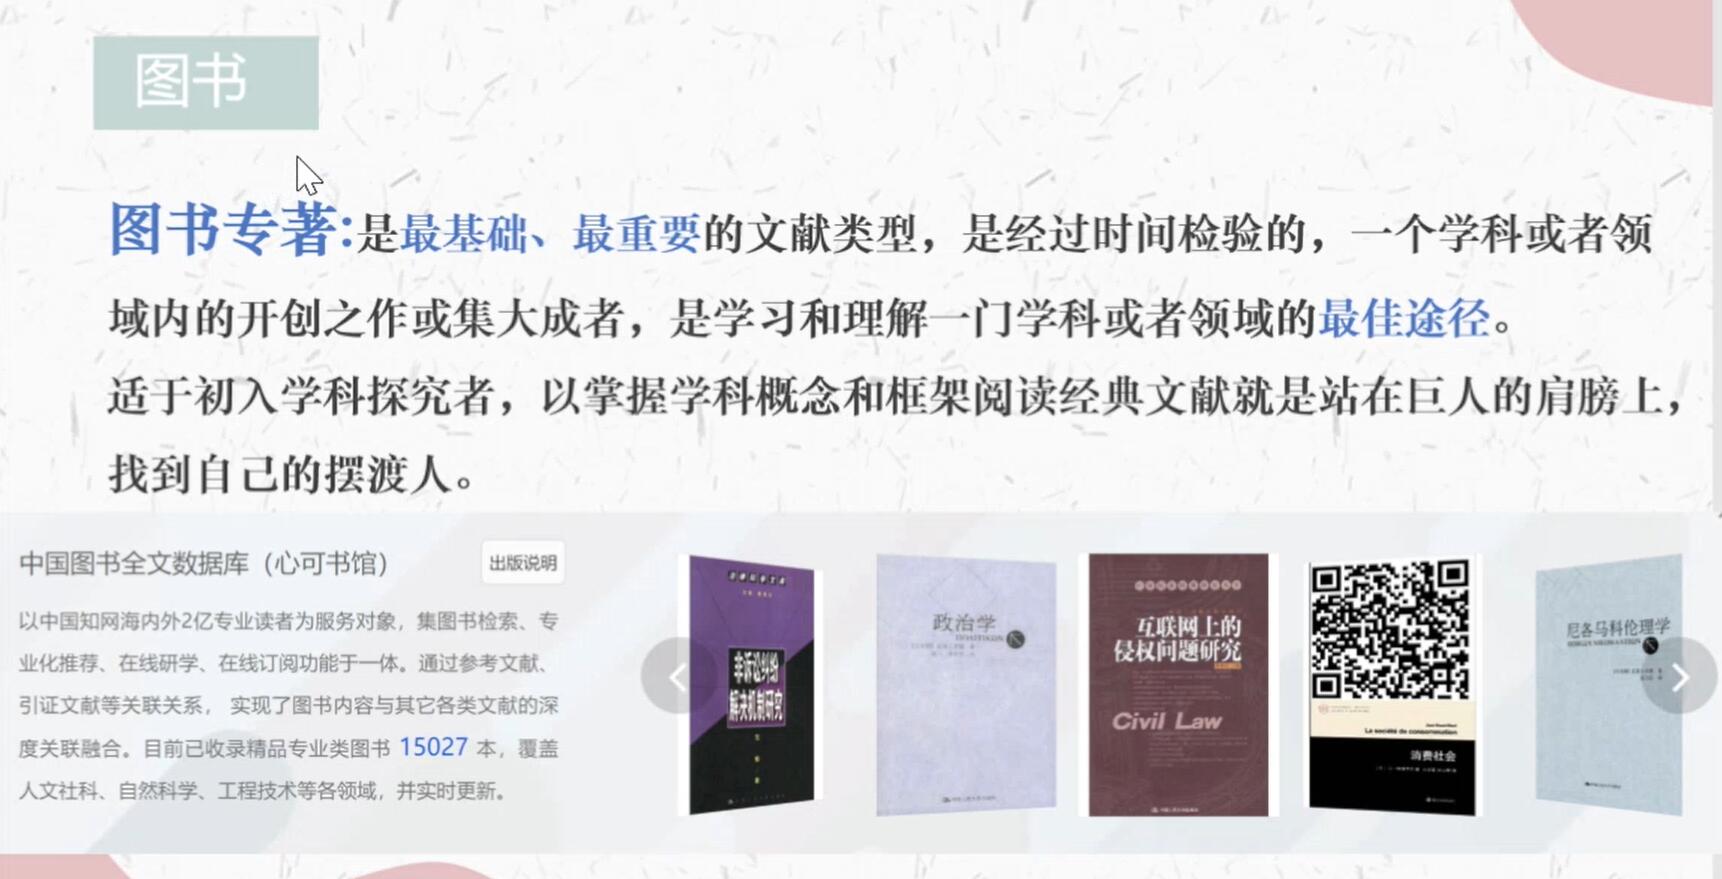 图书
图书专著:是最基础、最重要的文献类型，是经过时间检验的，一个学科或者领
域内的开创之作或集大成者，是学习和理解一门学科或者领域的最佳途径。
适于初入学科探究者，以掌握学科概念和框架阅读经典文献就是站在巨人的肩膀上，
找到自己的摆渡人。
中国图书全文数据库（心可书馆）
出版说明
以中国知网海内外2亿专业读者为服务对象，集图书检索、专
业化推荐、在线研学、在线订阅功能于一体。通过参考文献、
引证文献等关联关系， 实现了图书内容与其它各类文献的深
度关联融合。目前已收录精品专业类图书 15027 本，覆盖
人文社科、自然科学、工程技术等各领域，并实时更新。
非诉讼纠纷
解决机制研究
政治学
互联网上的
侵权问题研究
Civil Law
La société de consommation
消费社会
尼各马科伦理学